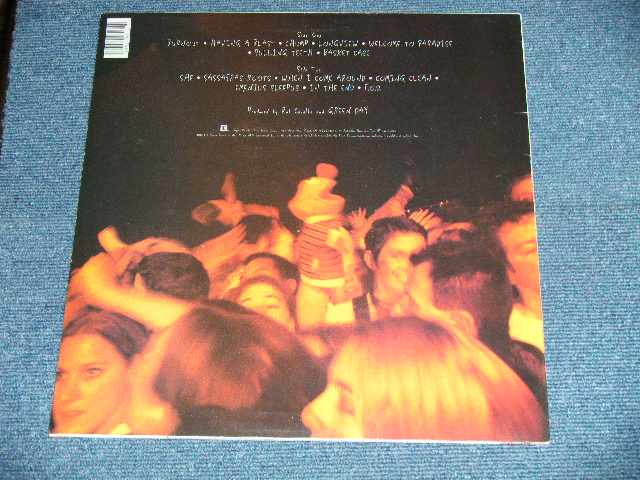 Side One
BURNOUT • HAVING A BLAST • CHUMP • LONGVIEW • WELCOME TO PARADISE
• PULLING TEETH • BASKET CASE
Side Two
SHE • SASSAFRAS ROOTS • WHEN I COME AROUND • COMING CLEAN •
EMENIUS SLEEPUS • IN THE END • F.O.D.
Produced by Rob Cavallo and GREEN DAY